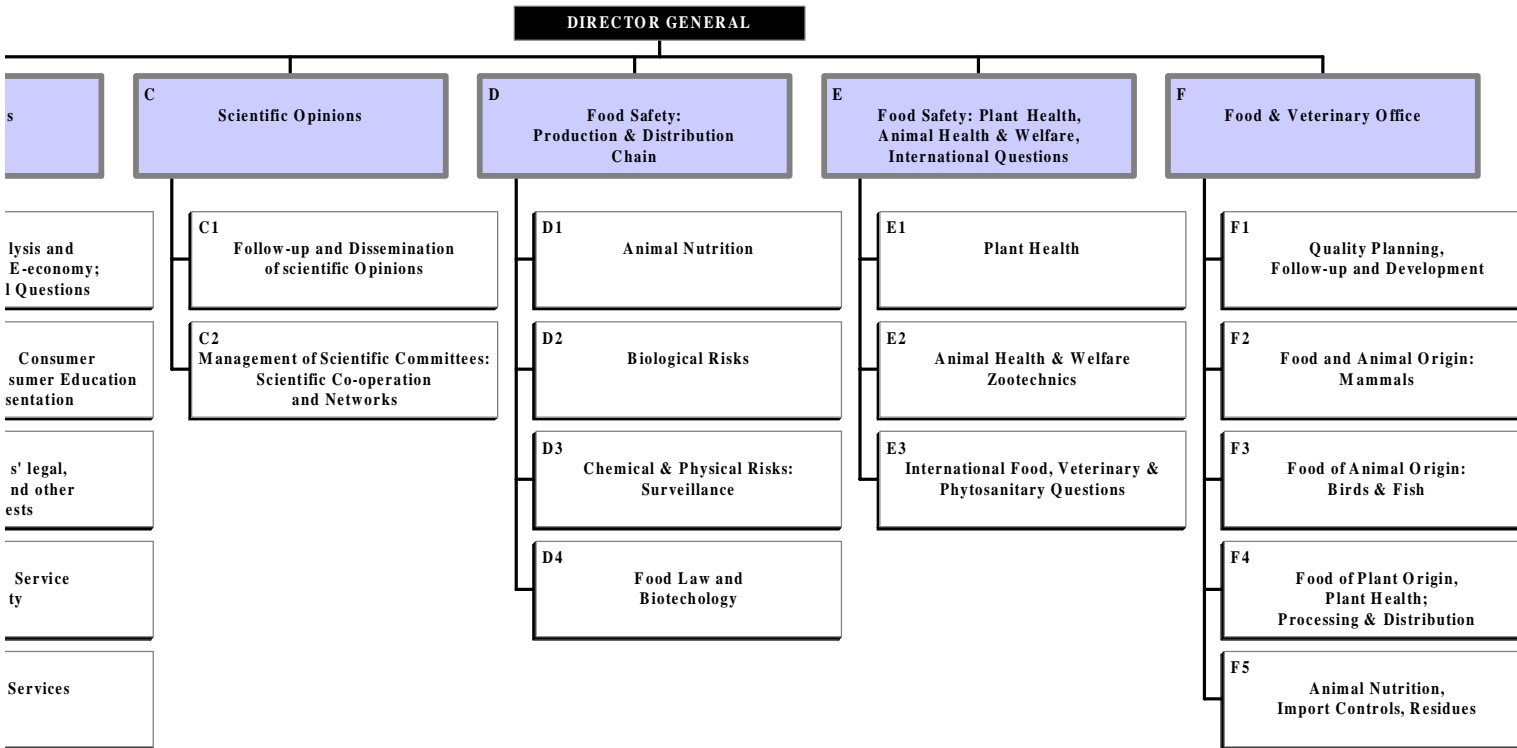 DIRECTOR GENERAL
s
C
Scientific Opinions
D
Food Safety:
Production & Distribution
Chain
E
Food Safety: Plant Health,
Animal Health & Welfare,
International Questions
F
Food & Veterinary Office
lysis and
E-economy;
l Questions
Consumer
sumer Education
sentation
s' legal,
nd other
ests
Service
ty
Services
C1
Follow-up and Dissemination
of scientific Opinions
C2
Management of Scientific Committees:
Scientific Co-operation
and Networks
D1
Animal Nutrition
D2
Biological Risks
D3
Chemical & Physical Risks:
Surveillance
D4
Food Law and
Biotechology
E1
Plant Health
E2
Animal Health & Welfare
Zootechnics
E3
International Food, Veterinary &
Phytosanitary Questions
F1
Quality Planning,
Follow-up and Development
F2
Food and Animal Origin:
Mammals
F3
Food of Animal Origin:
Birds & Fish
F4
Food of Plant Origin,
Plant Health;
Processing & Distribution
F5
Animal Nutrition,
Import Controls, Residues